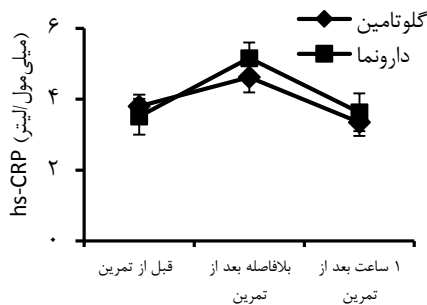 گلوتامین
دارونما
hs-CRP (میلی‌مول/لیتر)
۶
۴
۲
۰
قبل از تمرین
بلافاصله بعد از
تمرین
۱ ساعت بعد از
تمرین